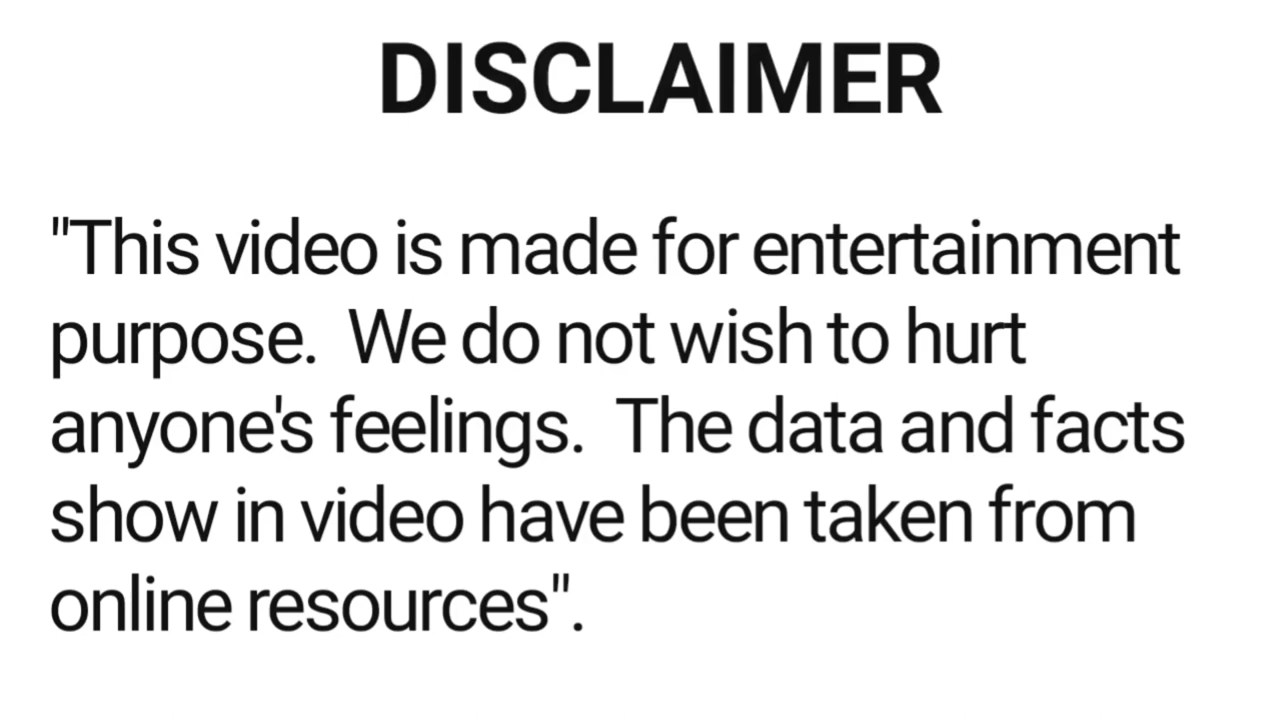 DISCLAIMER
"This video is made for entertainment
purpose.  We do not wish to hurt
anyone's feelings.  The data and facts
show in video have been taken from
online resources".